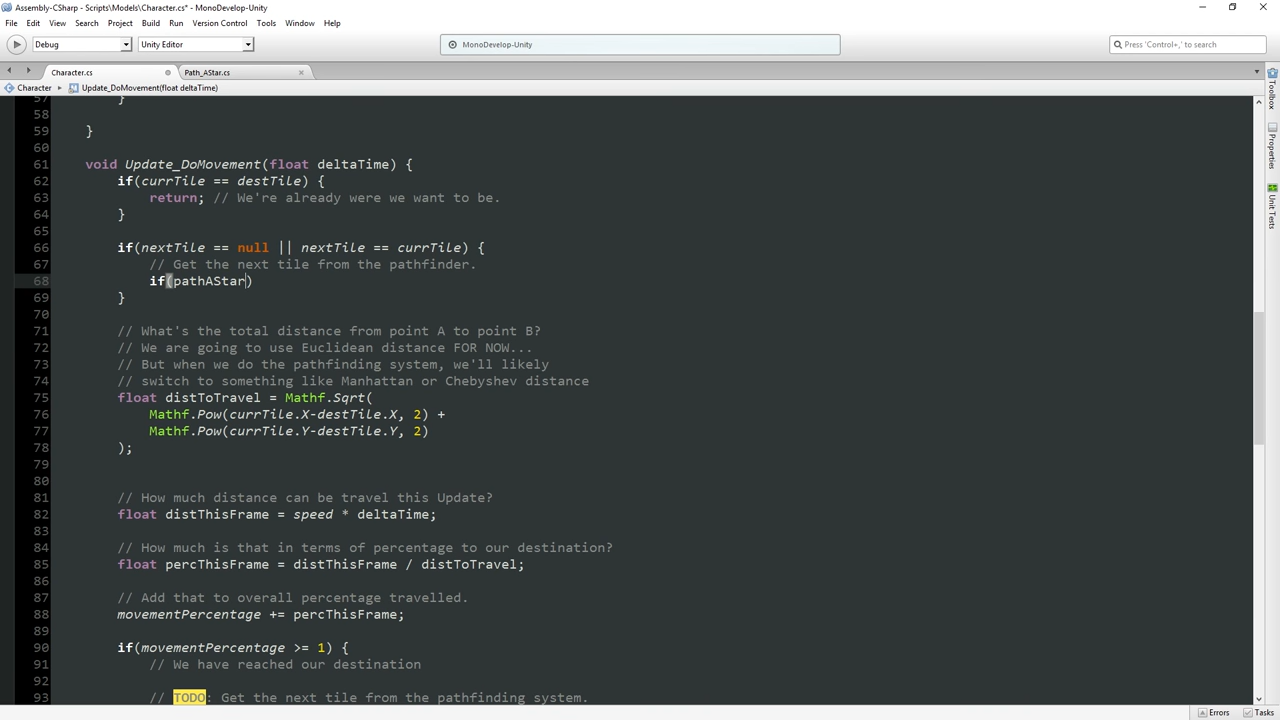 Assembly-CSharp - Scripts\Models\Character.cs* - MonoDevelop-Unity
File Edit View Search Project Build Run Version Control Tools Window Help
Debug Unity Editor MonoDevelop-Unity Press 'Control+,' to search
Character.cs Path_AStar.cs
Character Update_DoMovement(float deltaTime)
57 }
58
59 }
60
61 void Update_DoMovement(float deltaTime) {
62 if(currTile == destTile) {
63 return; // We're already were we want to be.
64 }
65
66 if(nextTile == null || nextTile == currTile) {
67 // Get the next tile from the pathfinder.
68 if(pathAStar)
69 }
70
71 // What's the total distance from point A to point B?
72 // We are going to use Euclidean distance FOR NOW...
73 // But when we do the pathfinding system, we'll likely
74 // switch to something like Manhattan or Chebyshev distance
75 float distToTravel = Mathf.Sqrt(
76 Mathf.Pow(currTile.X-destTile.X, 2) +
77 Mathf.Pow(currTile.Y-destTile.Y, 2)
78 );
79
80
81 // How much distance can be travel this Update?
82 float distThisFrame = speed * deltaTime;
83
84 // How much is that in terms of percentage to our destination?
85 float percThisFrame = distThisFrame / distToTravel;
86
87 // Add that to overall percentage travelled.
88 movementPercentage += percThisFrame;
89
90 if(movementPercentage >= 1) {
91 // We have reached our destination
92
93 // TODO: Get the next tile from the pathfinding system.
Toolbox
Properties
Unit Tests
Errors Tasks